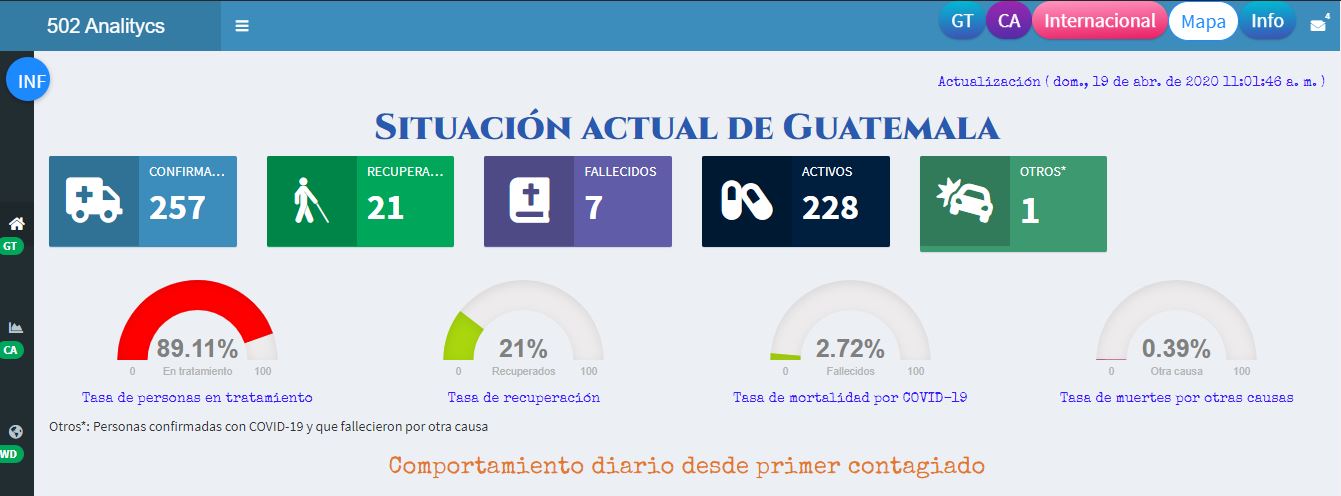 502 Analitycs
GT CA Internacional Mapa Info 4
INF
Actualización ( dom., 19 de abr. de 2020 11:01:46 a. m. )
Situación actual de Guatemala
CONFIRMA... RECUPERA... FALLECIDOS ACTIVOS OTROS*
257 21 7 228 1
GT
89.11% 21% 2.72% 0.39%
CA
0 En tratamiento 100 0 Recuperados 100 0 Fallecidos 100 0 Otra causa 100
Tasa de personas en tratamiento Tasa de recuperación Tasa de mortalidad por COVID-19 Tasa de muertes por otras causas
Otros*: Personas confirmadas con COVID-19 y que fallecieron por otra causa
WD
Comportamiento diario desde primer contagiado